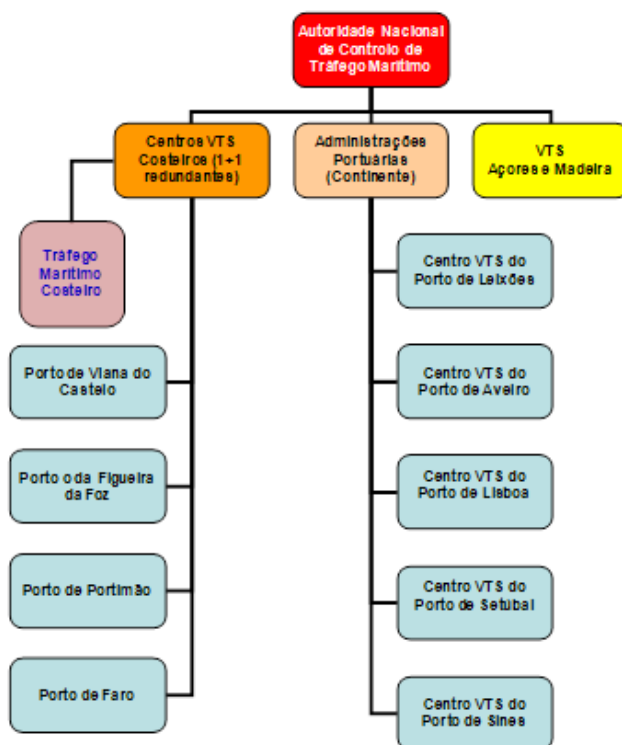 Autoridade Nacional
de Controlo de
Tráfego Marítimo
Centros VTS
Costeiros (1+1
redundantes)
Administrações
Portuárias
(Continente)
VTS
Açores e Madeira
Tráfego
Marítimo
Costeiro
Porto de Viana do
Castelo
Porto o da Figueira
da Foz
Porto de Portimão
Porto de Faro
Centro VTS do
Porto de Leixões
Centro VTS do
Porto de Aveiro
Centro VTS do
Porto de Lisboa
Centro VTS do
Porto de Setúbal
Centro VTS do
Porto de Sines